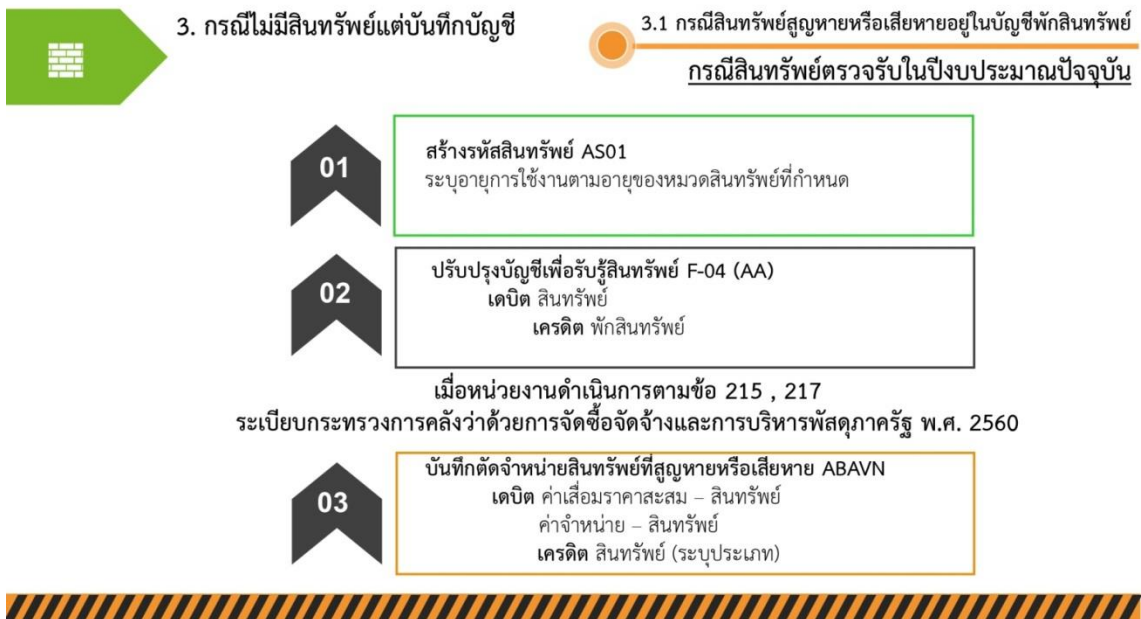 3. กรณีไม่มีสินทรัพย์แต่บันทึกบัญชี
3.1 กรณีสินทรัพย์สูญหายหรือเสียหายอยู่ในบัญชีพักสินทรัพย์
กรณีสินทรัพย์ตรวจรับในปีงบประมาณปัจจุบัน
01
สร้างรหัสสินทรัพย์ AS01
ระบุอายุการใช้งานตามอายุของหมวดสินทรัพย์ที่กำหนด
02
ปรับปรุงบัญชีเพื่อรับรู้สินทรัพย์ F-04 (AA)
เดบิต สินทรัพย์
เครดิต พักสินทรัพย์
เมื่อหน่วยงานดำเนินการตามข้อ 215 , 217
ระเบียบกระทรวงการคลังว่าด้วยการจัดซื้อจัดจ้างและการบริหารพัสดุภาครัฐ พ.ศ. 2560
03
บันทึกตัดจำหน่ายสินทรัพย์ที่สูญหายหรือเสียหาย ABAVN
เดบิต ค่าเสื่อมราคาสะสม – สินทรัพย์
ค่าจำหน่าย – สินทรัพย์
เครดิต สินทรัพย์ (ระบุประเภท)